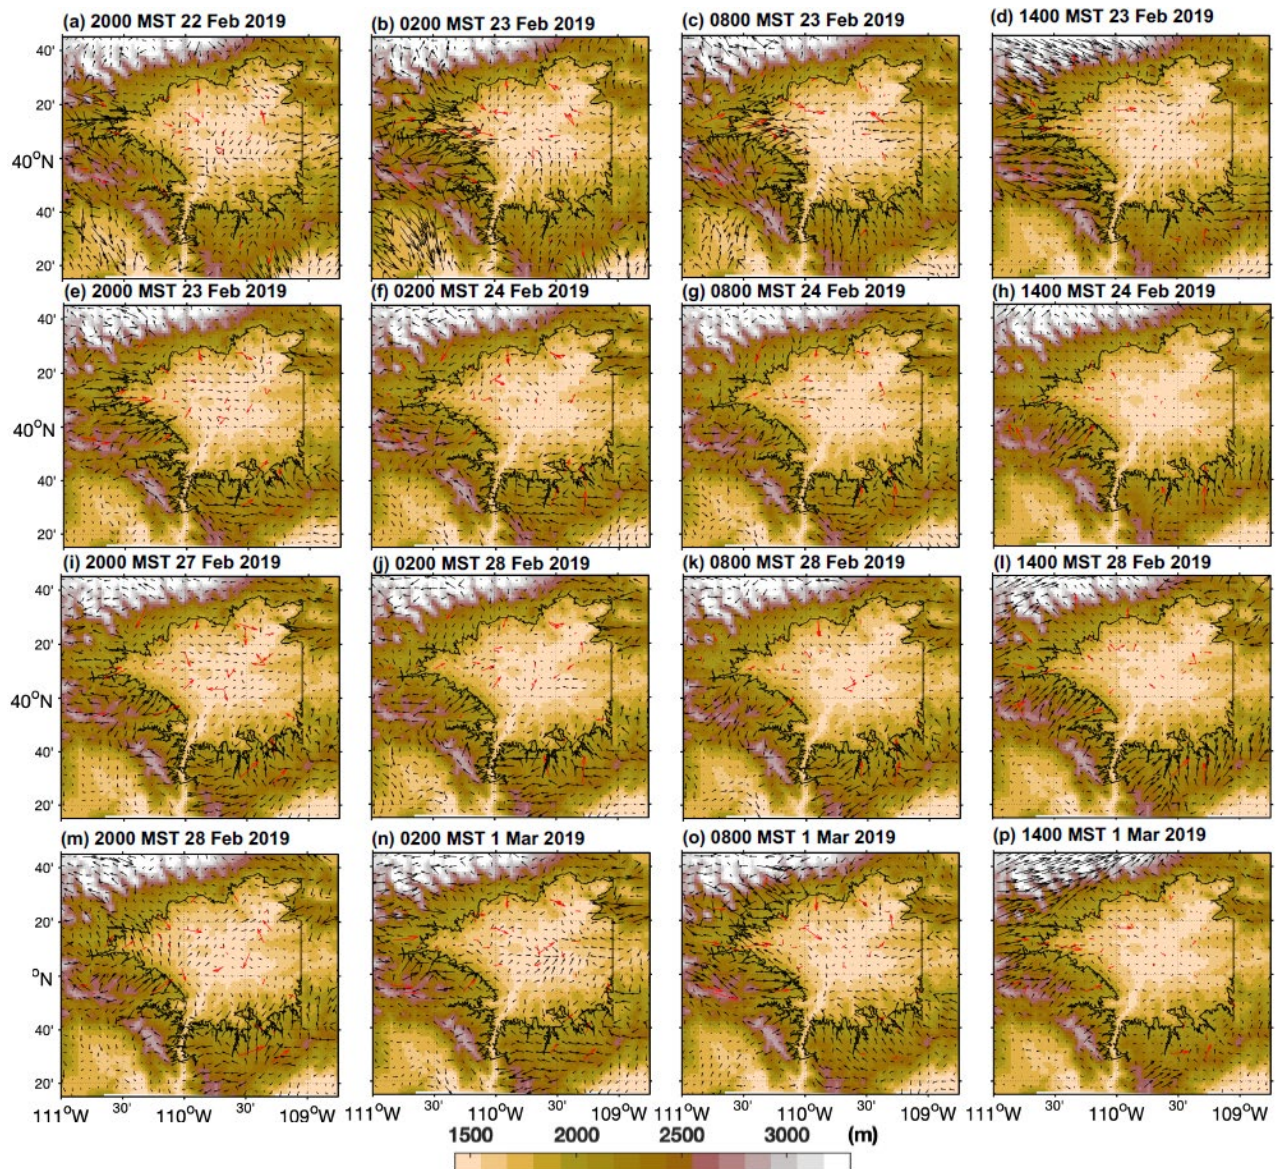 (a) 2000 MST 22 Feb 2019 (b) 0200 MST 23 Feb 2019 (c) 0800 MST 23 Feb 2019 (d) 1400 MST 23 Feb 2019
40'
20'
40°N
40'
20'
(e) 2000 MST 23 Feb 2019 (f) 0200 MST 24 Feb 2019 (g) 0800 MST 24 Feb 2019 (h) 1400 MST 24 Feb 2019
40'
20'
40°N
40'
20'
(i) 2000 MST 27 Feb 2019 (j) 0200 MST 28 Feb 2019 (k) 0800 MST 28 Feb 2019 (l) 1400 MST 28 Feb 2019
40'
20'
40°N
40'
20'
(m) 2000 MST 28 Feb 2019 (n) 0200 MST 1 Mar 2019 (o) 0800 MST 1 Mar 2019 (p) 1400 MST 1 Mar 2019
40'
20'
°N
40'
20'
111°W 30' 110°W 30' 109°W 111°W 30' 110°W 30' 109°W 111°W 30' 110°W 30' 109°W 111°W 30' 110°W 30' 109°W
1500 2000 2500 3000 (m)